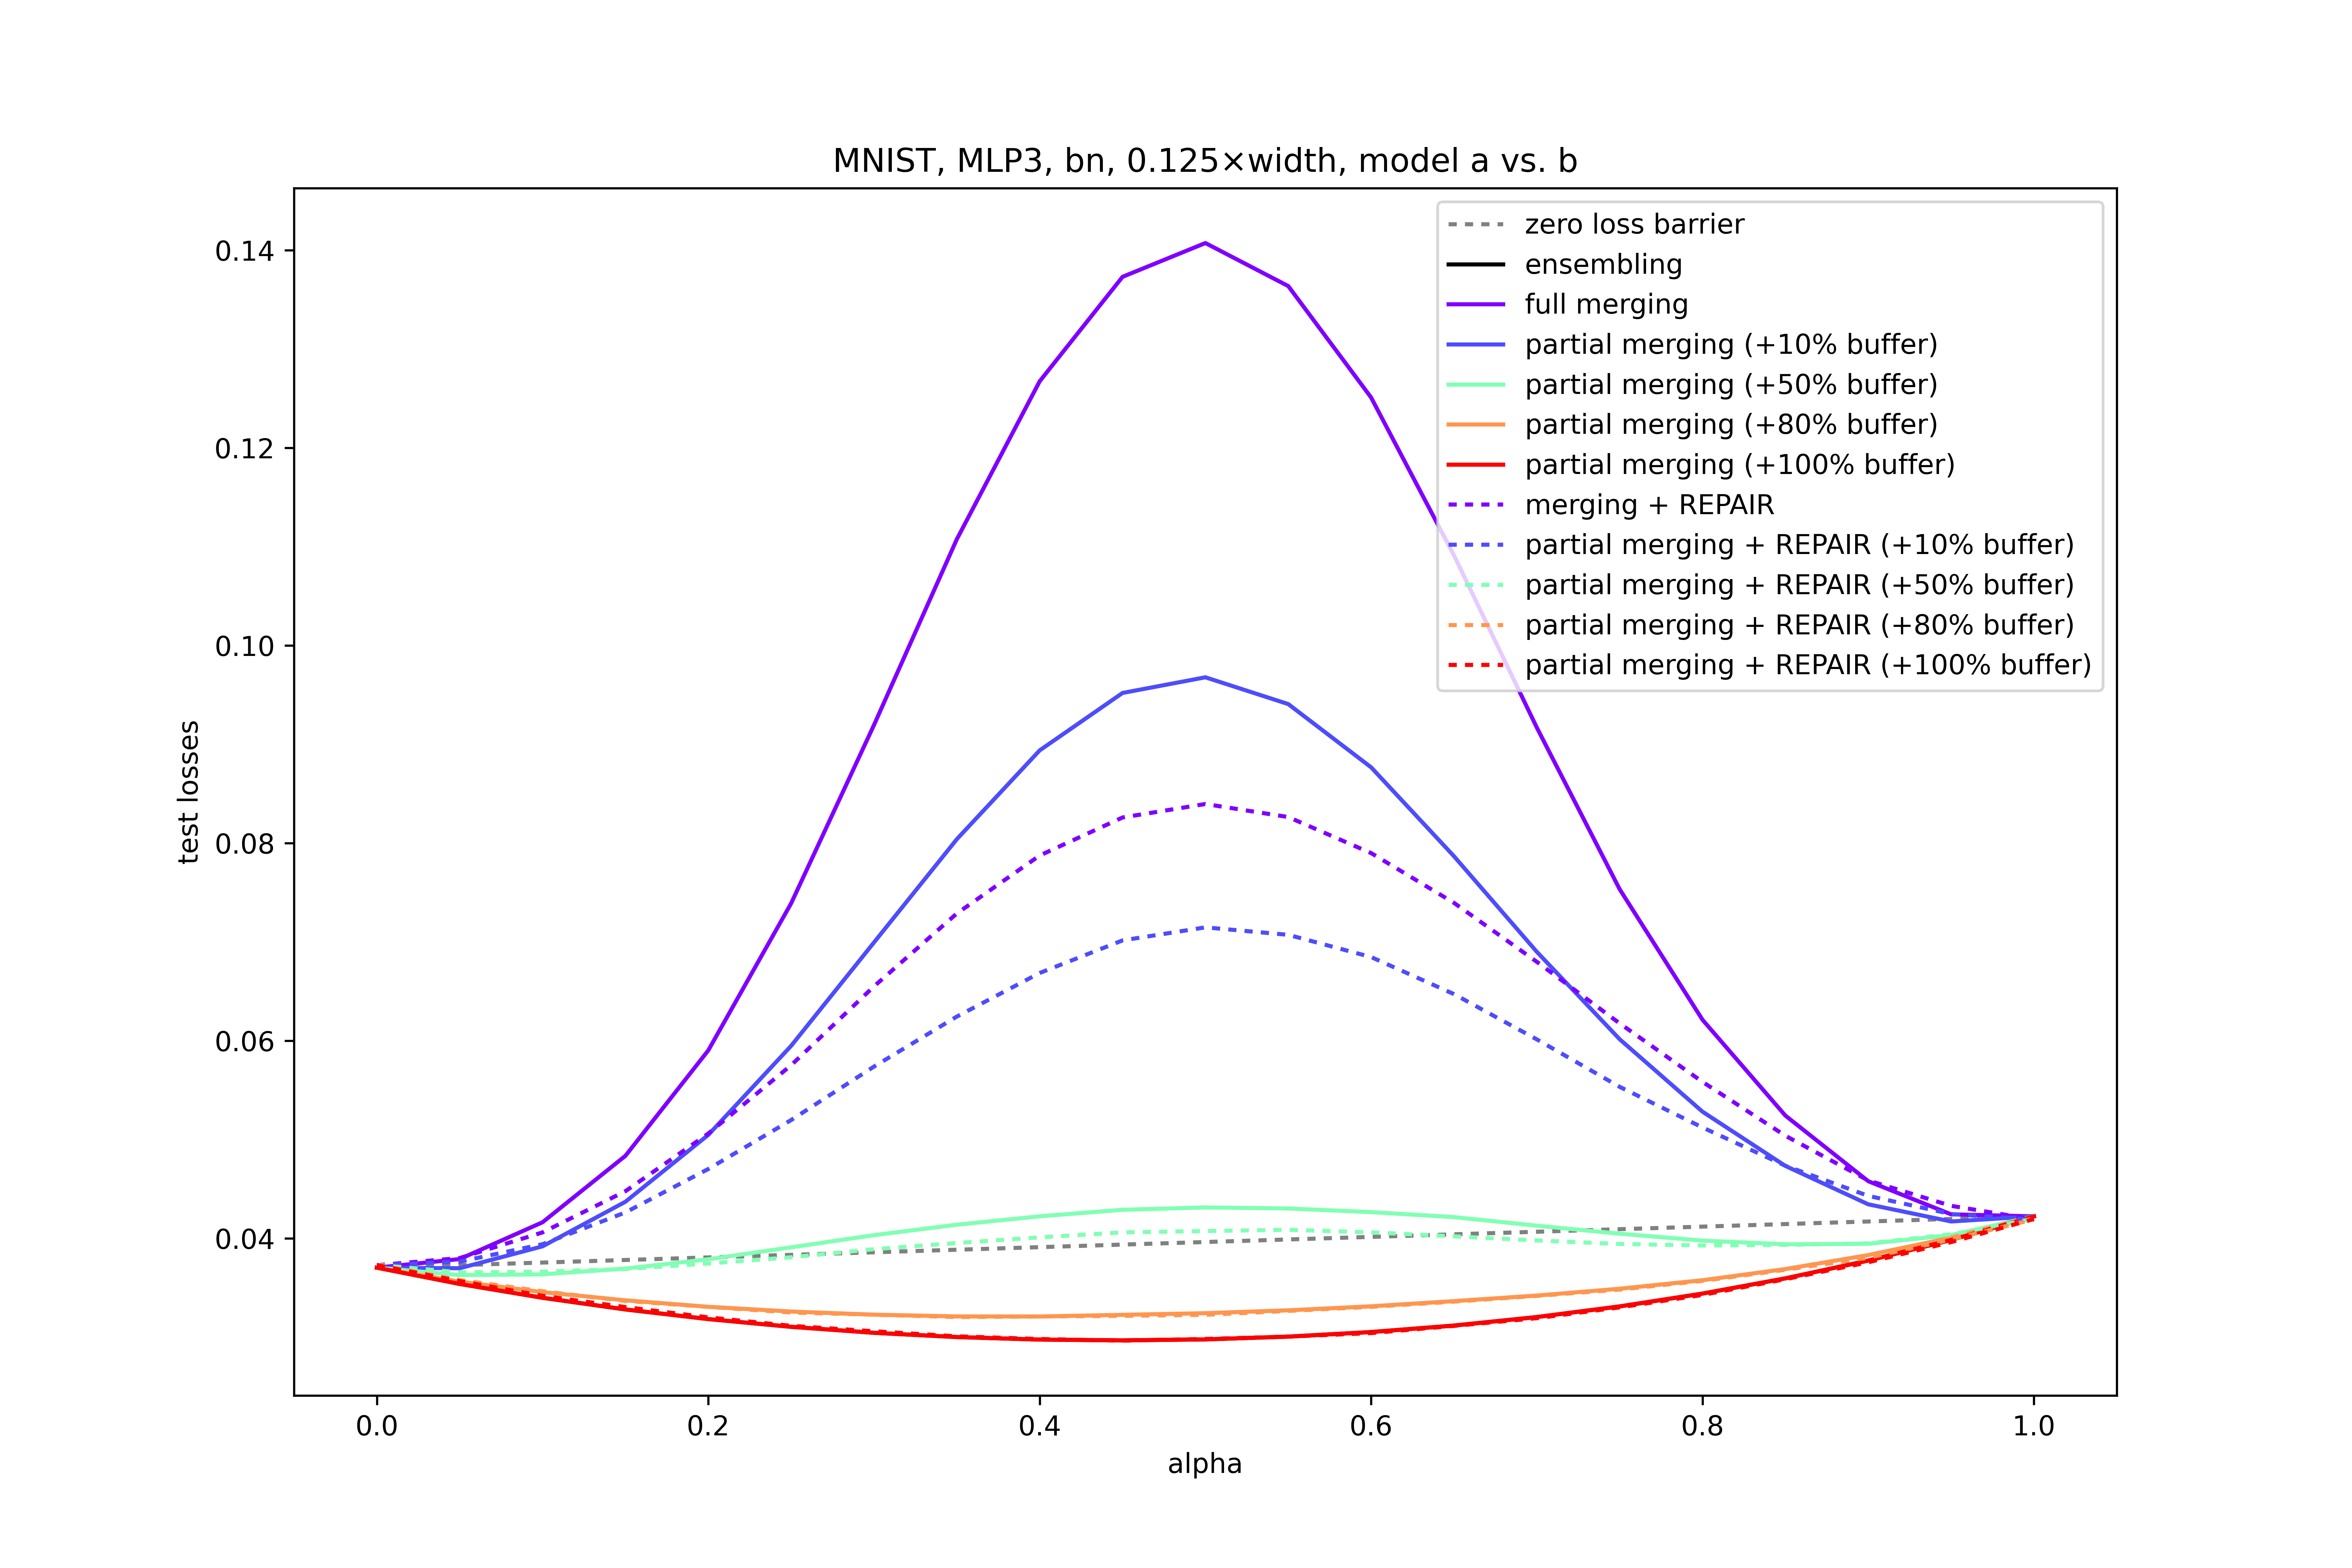 MNIST, MLP3, bn, 0.125×width, model a vs. b
zero loss barrier
ensembling
full merging
partial merging (+10% buffer)
partial merging (+50% buffer)
partial merging (+80% buffer)
partial merging (+100% buffer)
merging + REPAIR
partial merging + REPAIR (+10% buffer)
partial merging + REPAIR (+50% buffer)
partial merging + REPAIR (+80% buffer)
partial merging + REPAIR (+100% buffer)
test losses
0.14
0.12
0.10
0.08
0.06
0.04
0.0 0.2 0.4 0.6 0.8 1.0
alpha